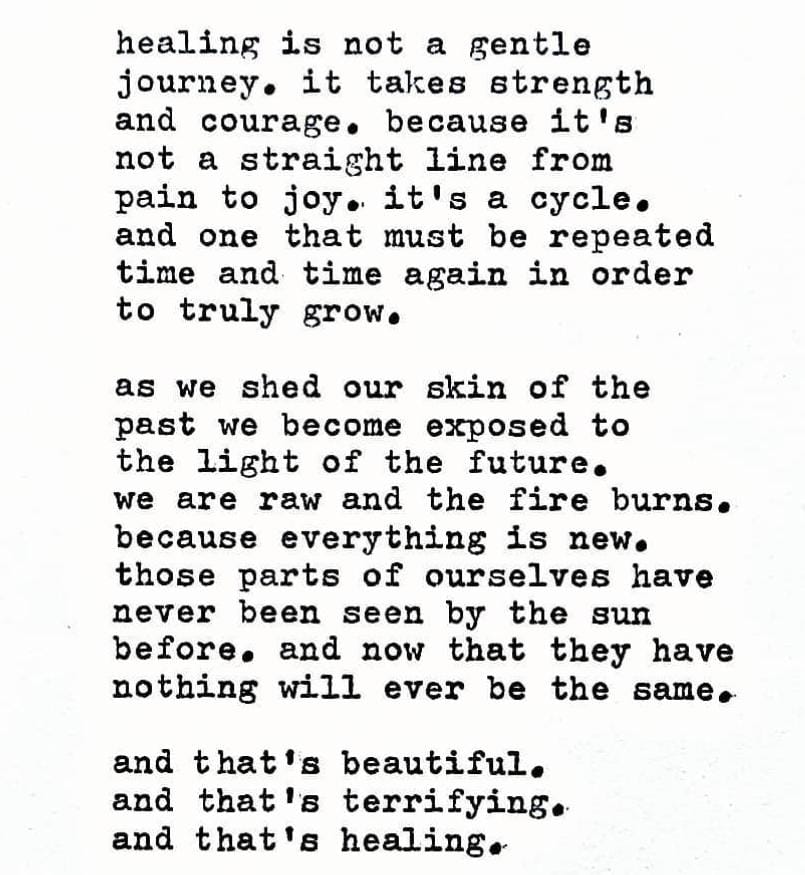 healing is not a gentle
journey. it takes strength
and courage. because it's
not a straight line from
pain to joy. it's a cycle.
and one that must be repeated
time and time again in order
to truly grow.
as we shed our skin of the
past we become exposed to
the light of the future.
we are raw and the fire burns.
because everything is new.
those parts of ourselves have
never been seen by the sun
before. and now that they have
nothing will ever be the same.
and that's beautiful.
and that's terrifying.
and that's healing.